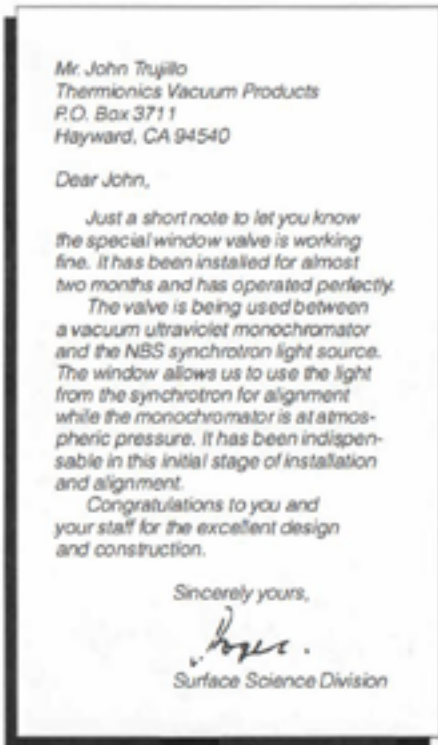 Mr. John Trujillo
Thermionics Vacuum Products
P.O. Box 3711
Hayward, CA 94540
Dear John,
Just a short note to let you know
the special window valve is working
fine. It has been installed for almost
two months and has operated perfectly.
The valve is being used between
a vacuum ultraviolet monochromator
and the NBS synchrotron light source.
The window allows us to use the light
from the synchrotron for alignment
while the monochromator is at atmos-
pheric pressure. It has been indispen-
sable in this initial stage of installation
and alignment.
Congratulations to you and
your staff for the excellent design
and construction.
Sincerely yours,
Roger.
Surface Science Division